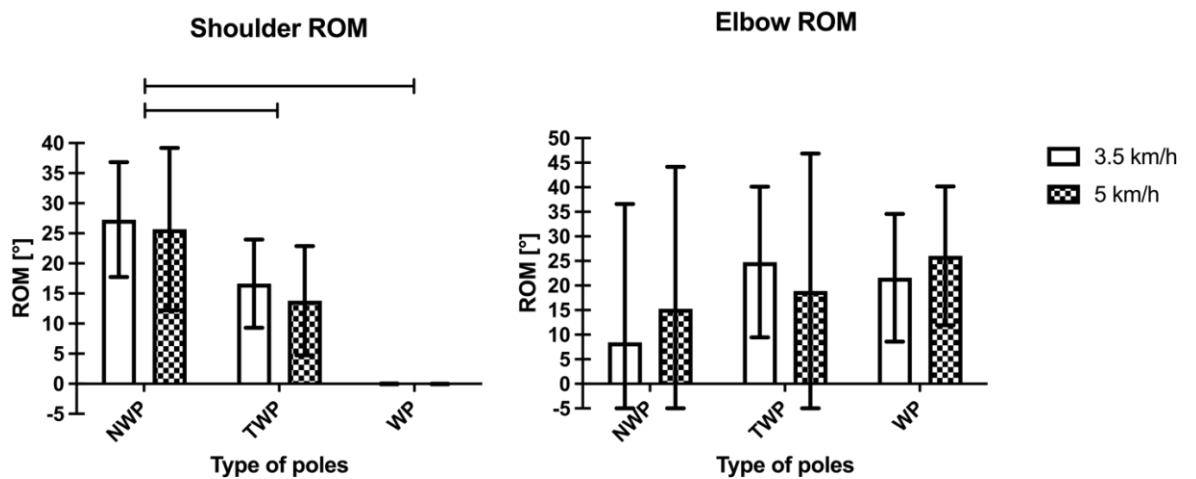 Shoulder ROM
ROM [°]
40
35
30
25
20
15
10
5
0
-5
NWP
TWP
WP
Type of poles
Elbow ROM
ROM [°]
50
45
40
35
30
25
20
15
10
5
0
-5
NWP
TWP
WP
Type of poles
3.5 km/h
5 km/h